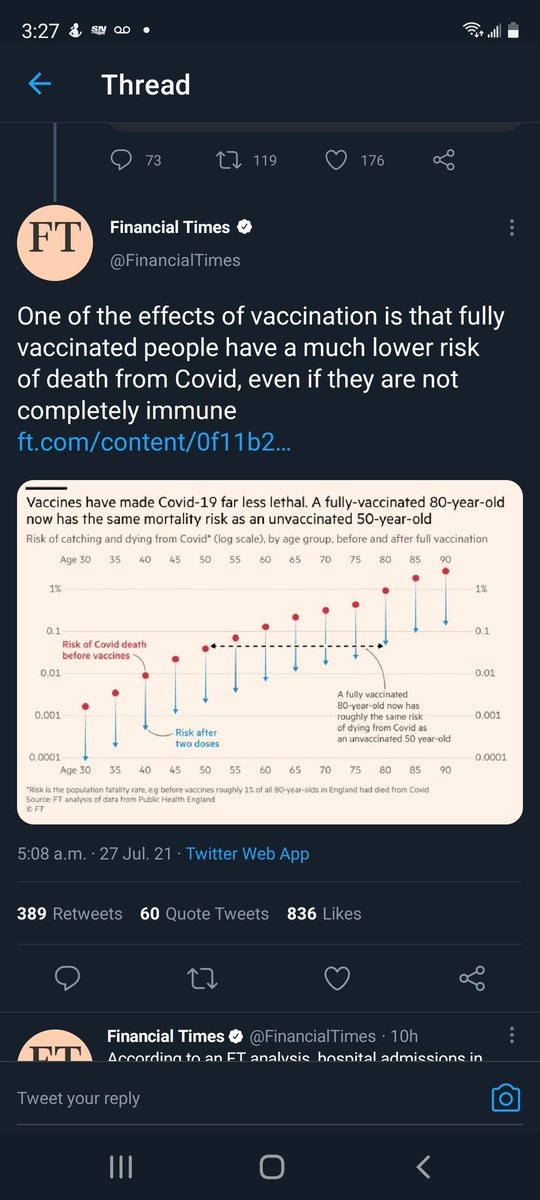 3:27
Thread
73 119 176
FT
Financial Times
@FinancialTimes
One of the effects of vaccination is that fully
vaccinated people have a much lower risk
of death from Covid, even if they are not
completely immune
ft.com/content/0f11b2...
Vaccines have made Covid-19 far less lethal. A fully-vaccinated 80-year-old
now has the same mortality risk as an unvaccinated 50-year-old
Risk of catching and dying from Covid* (log scale), by age group, before and after full vaccination
Age 30 35 40 45 50 55 60 65 70 75 80 85 90
1% 1%
0.1 0.1
Risk of Covid death
before vaccines
0.01 0.01
A fully vaccinated
80-year-old now has
roughly the same risk
of dying from Covid as
an unvaccinated 50 year-old
0.001 0.001
Risk after
two doses
0.0001 0.0001
Age 30 35 40 45 50 55 60 65 70 75 80 85 90
*Risk is the population fatality rate, e.g before vaccines roughly 1% of all 80-year-olds in England had died from Covid
Source: FT analysis of data from Public Health England
© FT
5:08 a.m. · 27 Jul. 21 · Twitter Web App
389 Retweets 60 Quote Tweets 836 Likes
FT
Financial Times @FinancialTimes · 10h
According to an FT analysis, hospital admissions in
Tweet your reply